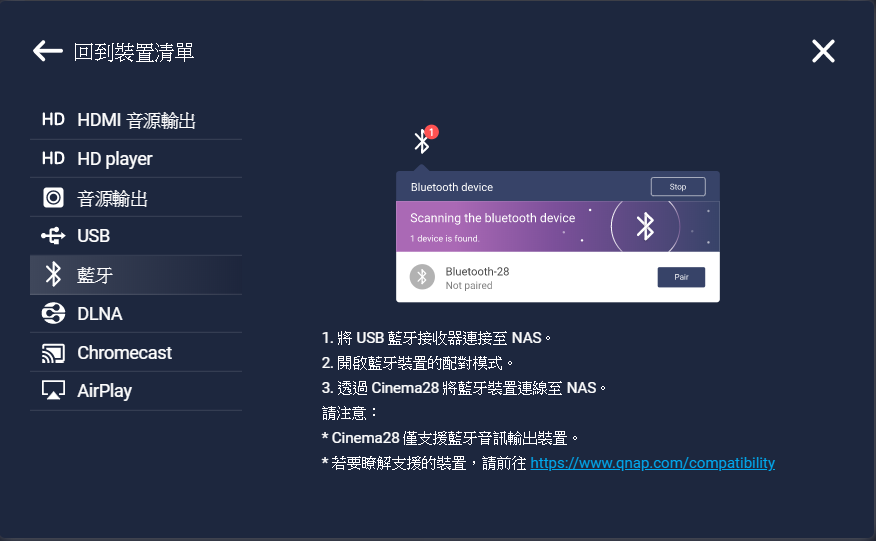 回到裝置清單
HD HDMI 音源輸出
HD HD player
音源輸出
USB
藍牙
DLNA
Chromecast
AirPlay
1
Bluetooth device
Stop
Scanning the bluetooth device
1 device is found.
Bluetooth-28
Not paired
Pair
1. 將 USB 藍牙接收器連接至 NAS。
2. 開啟藍牙裝置的配對模式。
3. 透過 Cinema28 將藍牙裝置連線至 NAS。
請注意：
* Cinema28 僅支援藍牙音訊輸出裝置。
* 若要瞭解支援的裝置，請前往 https://www.qnap.com/compatibility